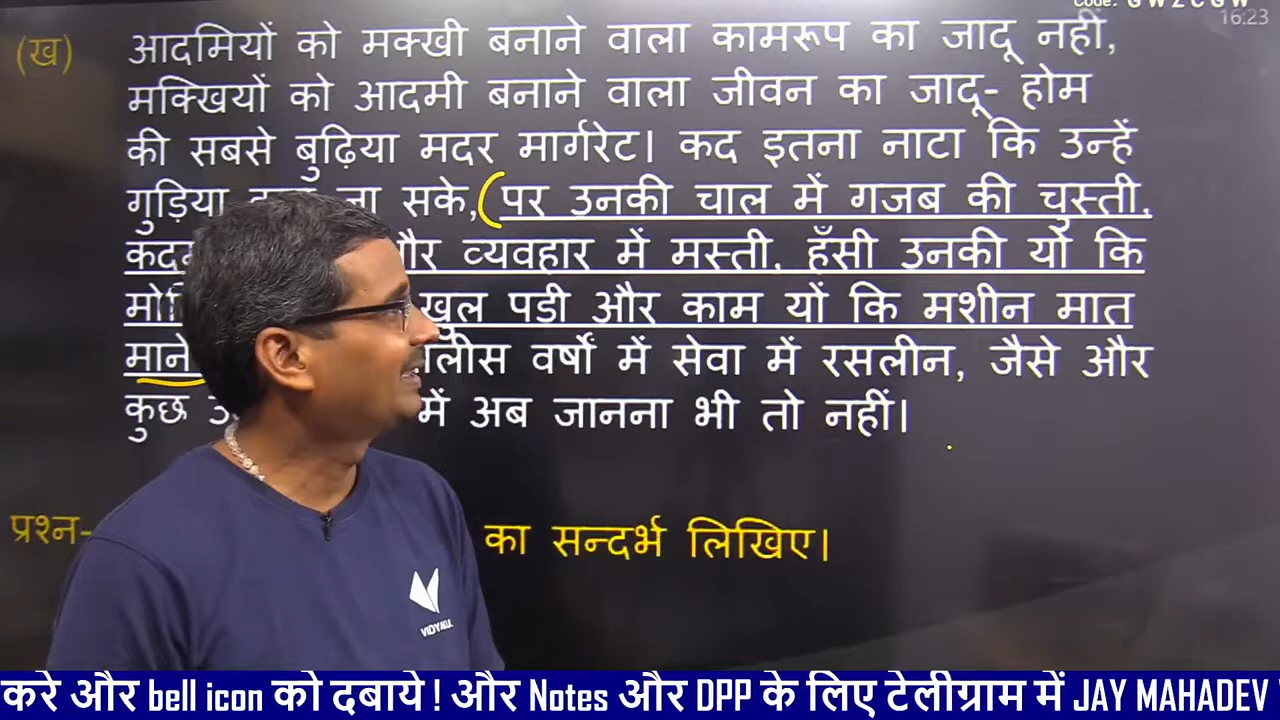 Code: G W Z C G W
16:23
(ख) आदमियों को मक्खी बनाने वाला कामरूप का जादू नहीं,
मक्खियों को आदमी बनाने वाला जीवन का जादू- होम
की सबसे बुढ़िया मदर मार्गरेट। कद इतना नाटा कि उन्हें
गुड़िया सके, (पर उनकी चाल में गजब की चुस्ती,
और व्यवहार में मस्ती, हँसी उनकी यों कि
खुल पडी और काम यों कि मशीन मात
माने वर्षों में सेवा में रसलीन, जैसे और
कुछ में अब जानना भी तो नहीं।
प्रश्न- का सन्दर्भ लिखिए।
VIDYAKUL
करे और bell icon को दबाये ! और Notes और DPP के लिए टेलीग्राम में JAY MAHADEV